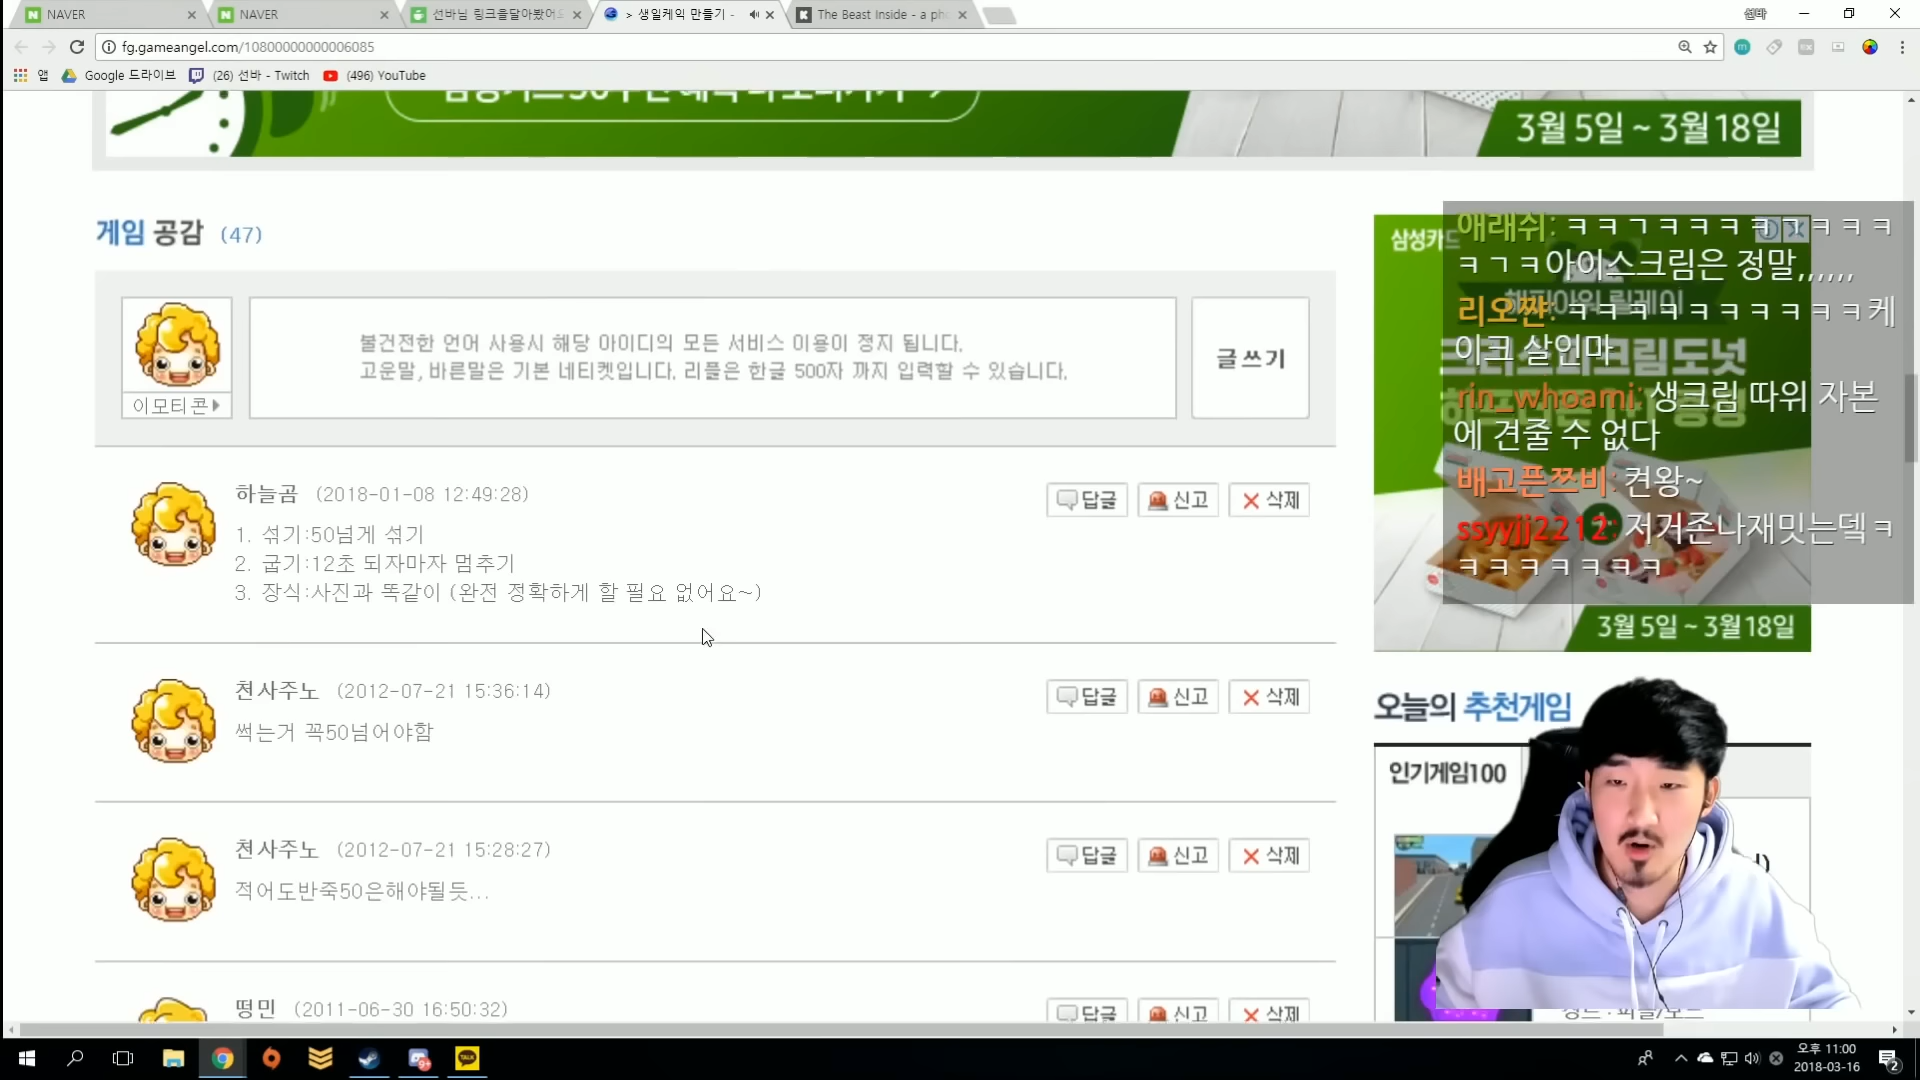 NAVER
NAVER
선바님 링크을달아봤어요
> 생일케익 만들기 -
The Beast Inside - a ph
선바
fg.gameangel.com/10800000000006085
앱
Google 드라이브
(26) 선바 - Twitch
(496) YouTube
3월 5일 ~ 3월 18일
게임 공감 (47)
불건전한 언어 사용시 해당 아이디의 모든 서비스 이용이 정지 됩니다.
고운말, 바른말은 기본 네티켓입니다. 리플은 한글 500자 까지 입력할 수 있습니다.
이모티콘
글쓰기
하늘곰 (2018-01-08 12:49:28)
답글 신고 삭제
1. 섞기:50넘게 섞기
2. 굽기:12초 되자마자 멈추기
3. 장식:사진과 똑같이 (완전 정확하게 할 필요 없어요~)
천사주노 (2012-07-21 15:36:14)
답글 신고 삭제
썩는거 꼭50넘어야함
천사주노 (2012-07-21 15:28:27)
답글 신고 삭제
적어도반죽50은해야될듯...
떵민 (2011-06-30 16:50:32)
답글 신고 삭제
삼성카드
애래쉬: ㅋㅋㄱㅋㅋㅋㅋㅋㅋㅋㅋ
ㅋㄱㅋ아이스크림은 정말,,,,,,
리오짠: ㅋㅋㅋㅋㅋㅋㅋㅋㅋㅋ케
이크 살인마
rin_whoami: 생크림 따위 자본
에 견줄 수 없다
배고픈쯔비: 켠왕~
ssyyjj2212: 저거존나재밋는뎈ㅋ
ㅋㅋㅋㅋㅋㅋㅋ
3월 5일 ~ 3월 18일
오늘의 추천게임
인기게임100
TALK
오후 11:00
2018-03-16